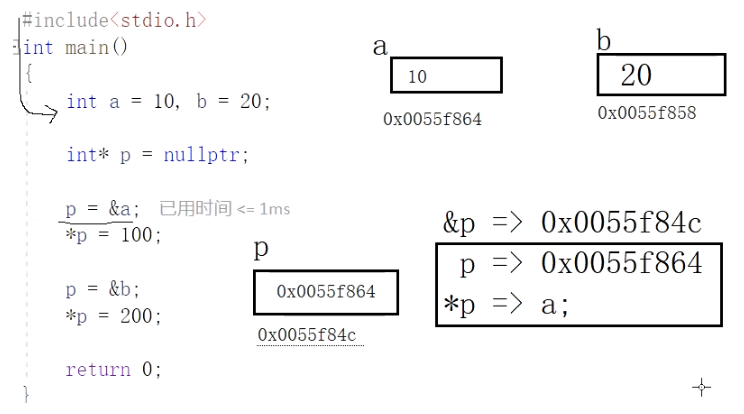 #include<stdio.h>
int main()
{
int a = 10, b = 20;
int* p = nullptr;
p = &a; 已用时间 <= 1ms
*p = 100;
p = &b;
*p = 200;
return 0;
}
a
10
0x0055f864
b
20
0x0055f858
p
0x0055f864
0x0055f84c
&p => 0x0055f84c
p => 0x0055f864
*p => a;